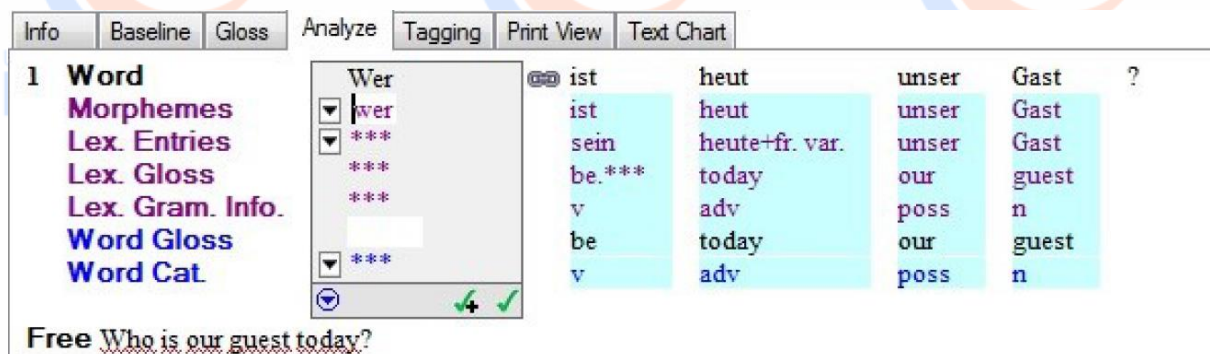 Info Baseline Gloss Analyze Tagging Print View Text Chart
1 Word Wer ist heut unser Gast ?
Morphemes wer ist heut unser Gast
Lex. Entries *** sein heute+fr. var. unser Gast
Lex. Gloss *** be.*** today our guest
Lex. Gram. Info. *** v adv poss n
Word Gloss be today our guest
Word Cat. *** v adv poss n
Free Who is our guest today?